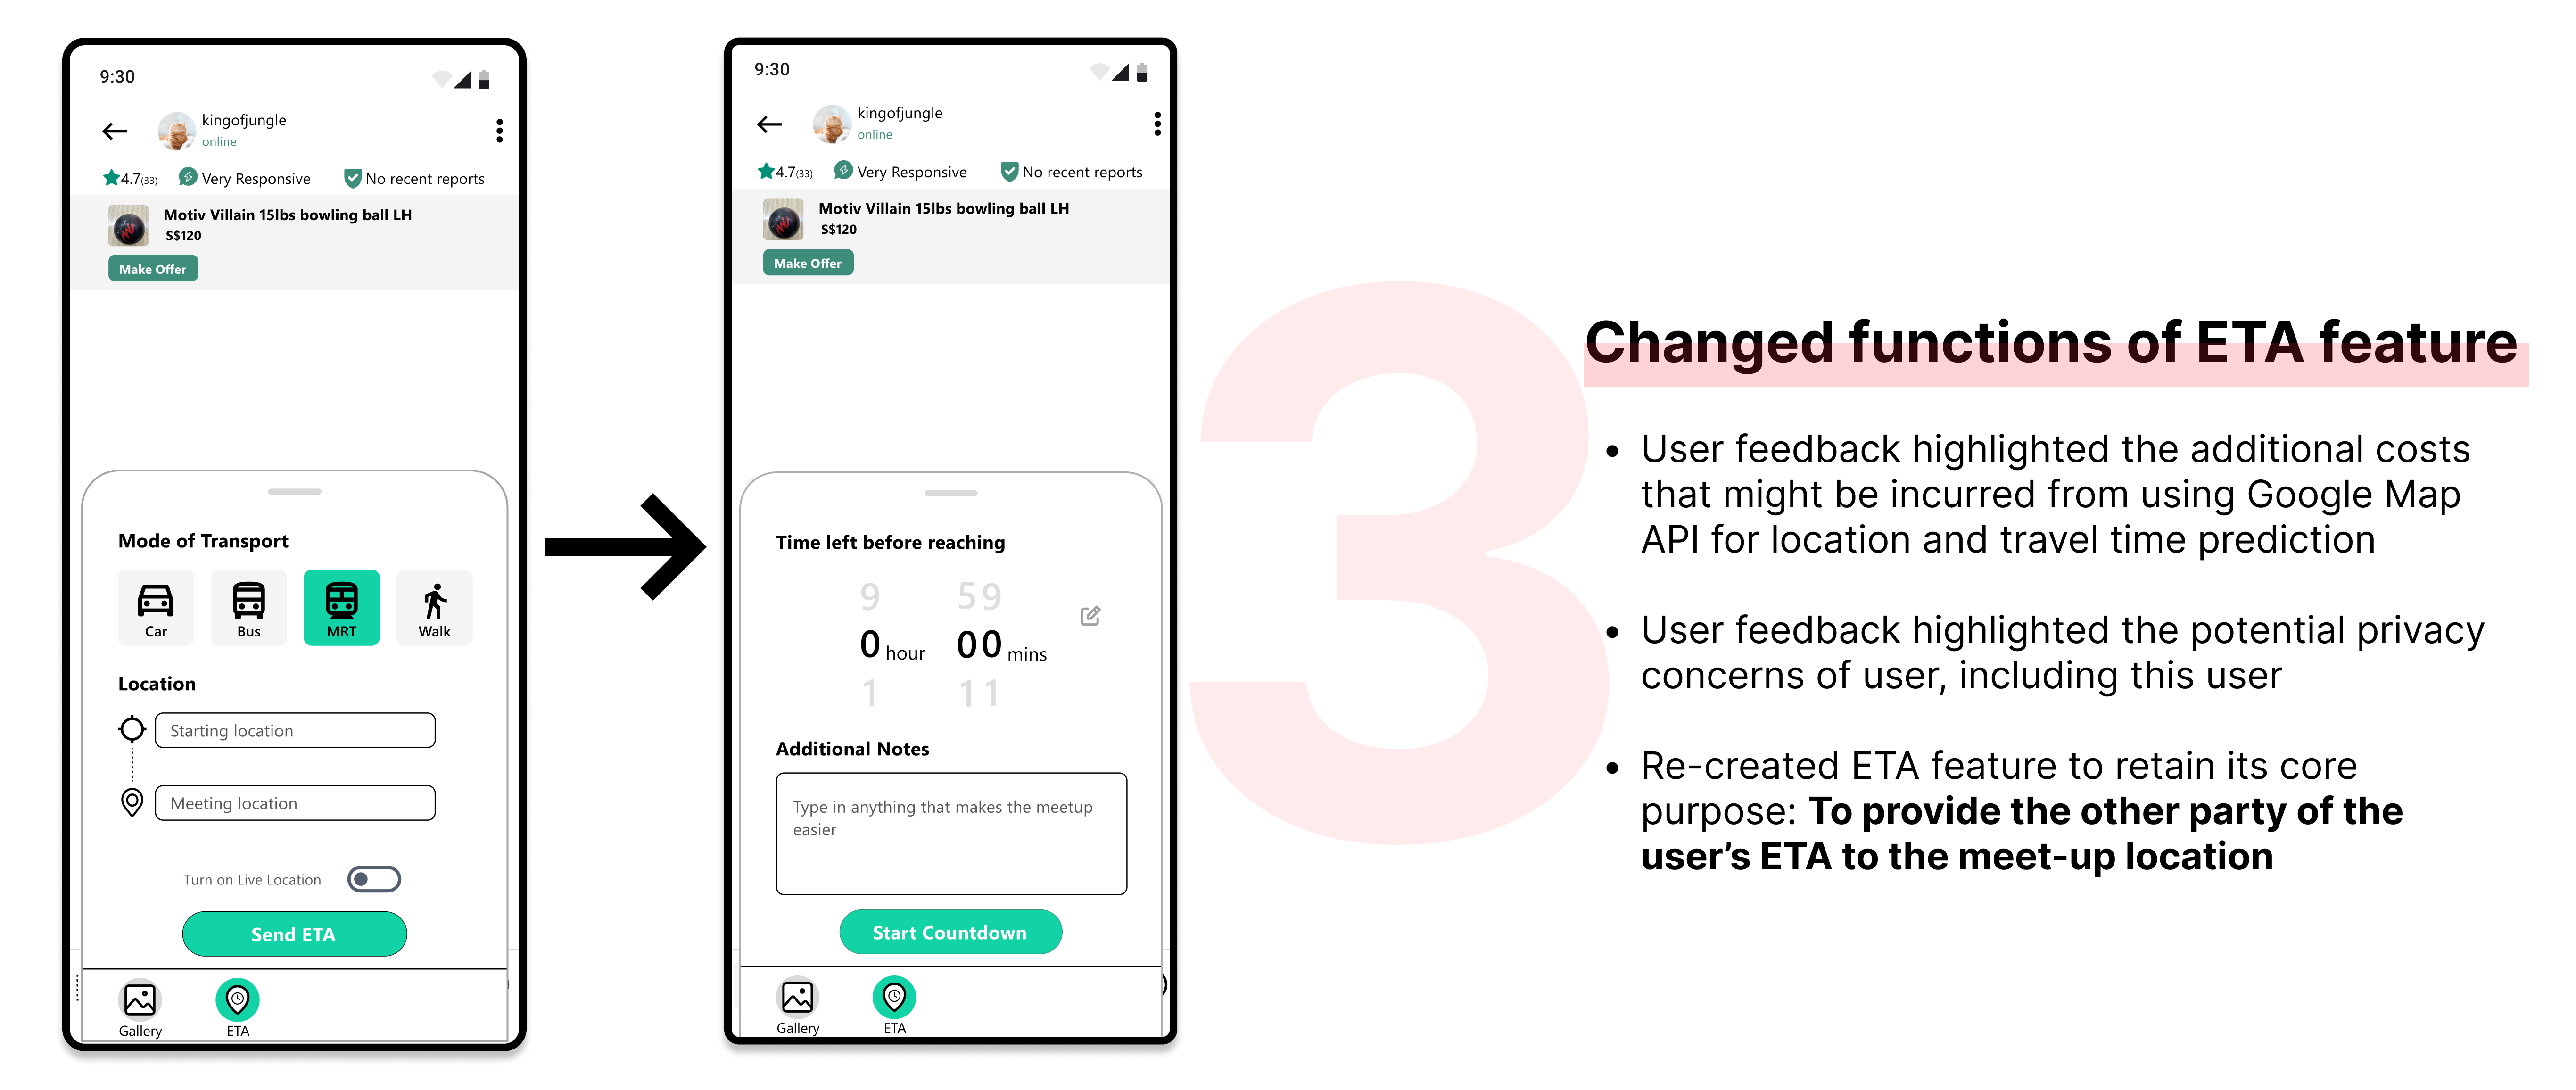 9:30
kingofjungle
online
4.7(33) Very Responsive No recent reports
Motiv Villain 15lbs bowling ball LH
S$120
Make Offer
Mode of Transport
Car Bus MRT Walk
Location
Starting location
Meeting location
Turn on Live Location
Send ETA
Gallery ETA
9:30
kingofjungle
online
4.7(33) Very Responsive No recent reports
Motiv Villain 15lbs bowling ball LH
S$120
Make Offer
Time left before reaching
9 59
0 hour 00 mins
1 11
Additional Notes
Type in anything that makes the meetup
easier
Start Countdown
Gallery ETA
3
Changed functions of ETA feature
• User feedback highlighted the additional costs
that might be incurred from using Google Map
API for location and travel time prediction
• User feedback highlighted the potential privacy
concerns of user, including this user
• Re-created ETA feature to retain its core
purpose: To provide the other party of the
user’s ETA to the meet-up location